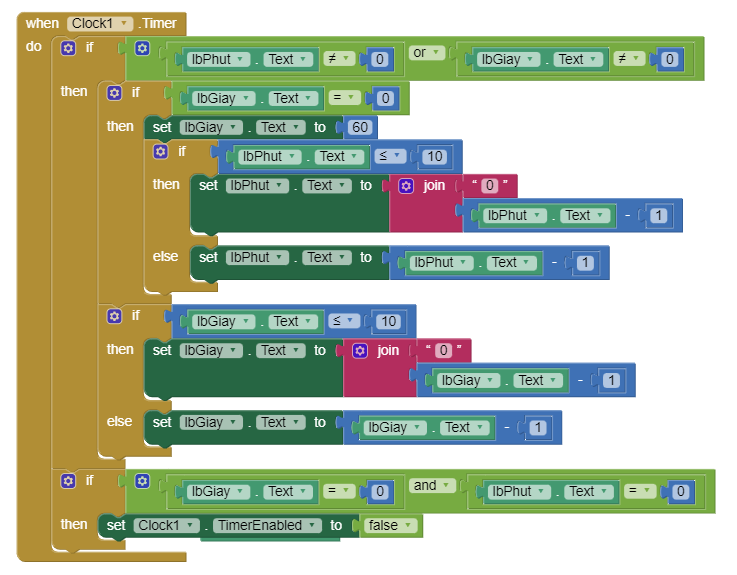 when Clock1 .Timer
do if lbPhut . Text ≠ 0 or lbGiay . Text ≠ 0
then if lbGiay . Text = 0
then set lbGiay . Text to 60
if lbPhut . Text ≤ 10
then set lbPhut . Text to join " 0 "
lbPhut . Text - 1
else set lbPhut . Text to lbPhut . Text - 1
if lbGiay . Text ≤ 10
then set lbGiay . Text to join " 0 "
lbGiay . Text - 1
else set lbGiay . Text to lbGiay . Text - 1
if lbGiay . Text = 0 and lbPhut . Text = 0
then set Clock1 . TimerEnabled to false